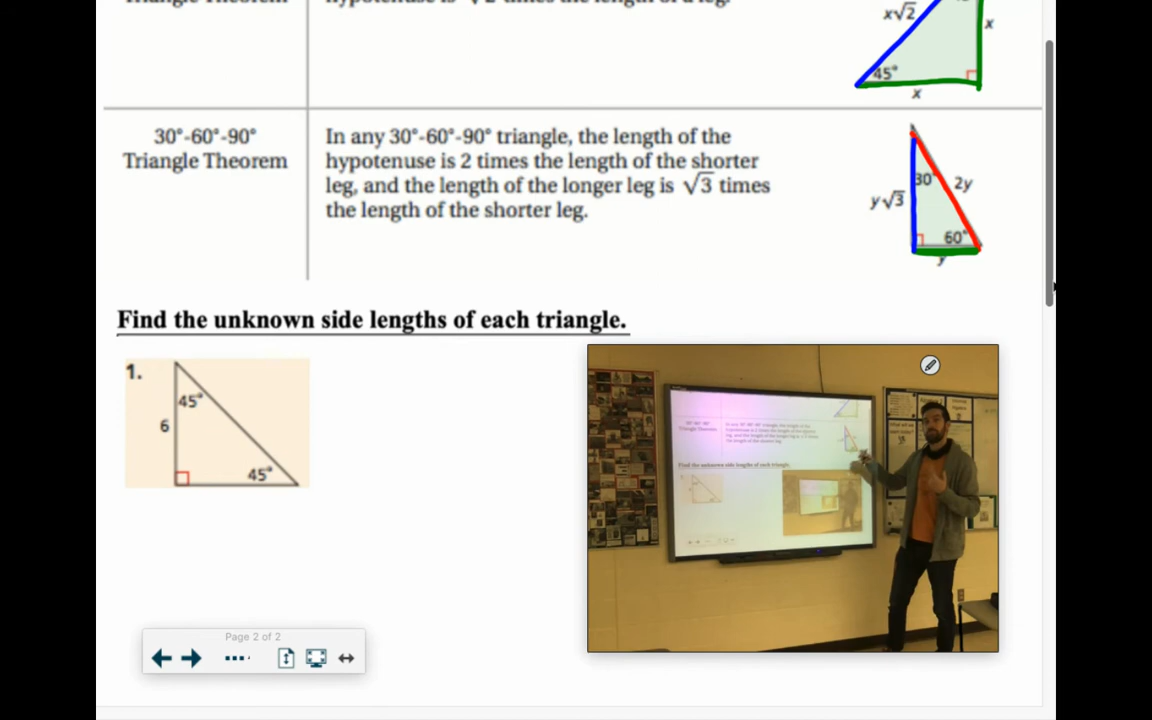 x√2
x
45°
x
30°-60°-90°
Triangle Theorem
In any 30°-60°-90° triangle, the length of the
hypotenuse is 2 times the length of the shorter
leg, and the length of the longer leg is √3 times
the length of the shorter leg.
30°
2y
y√3
60°
y
Find the unknown side lengths of each triangle.
1.
45°
6
45°
Page 2 of 2